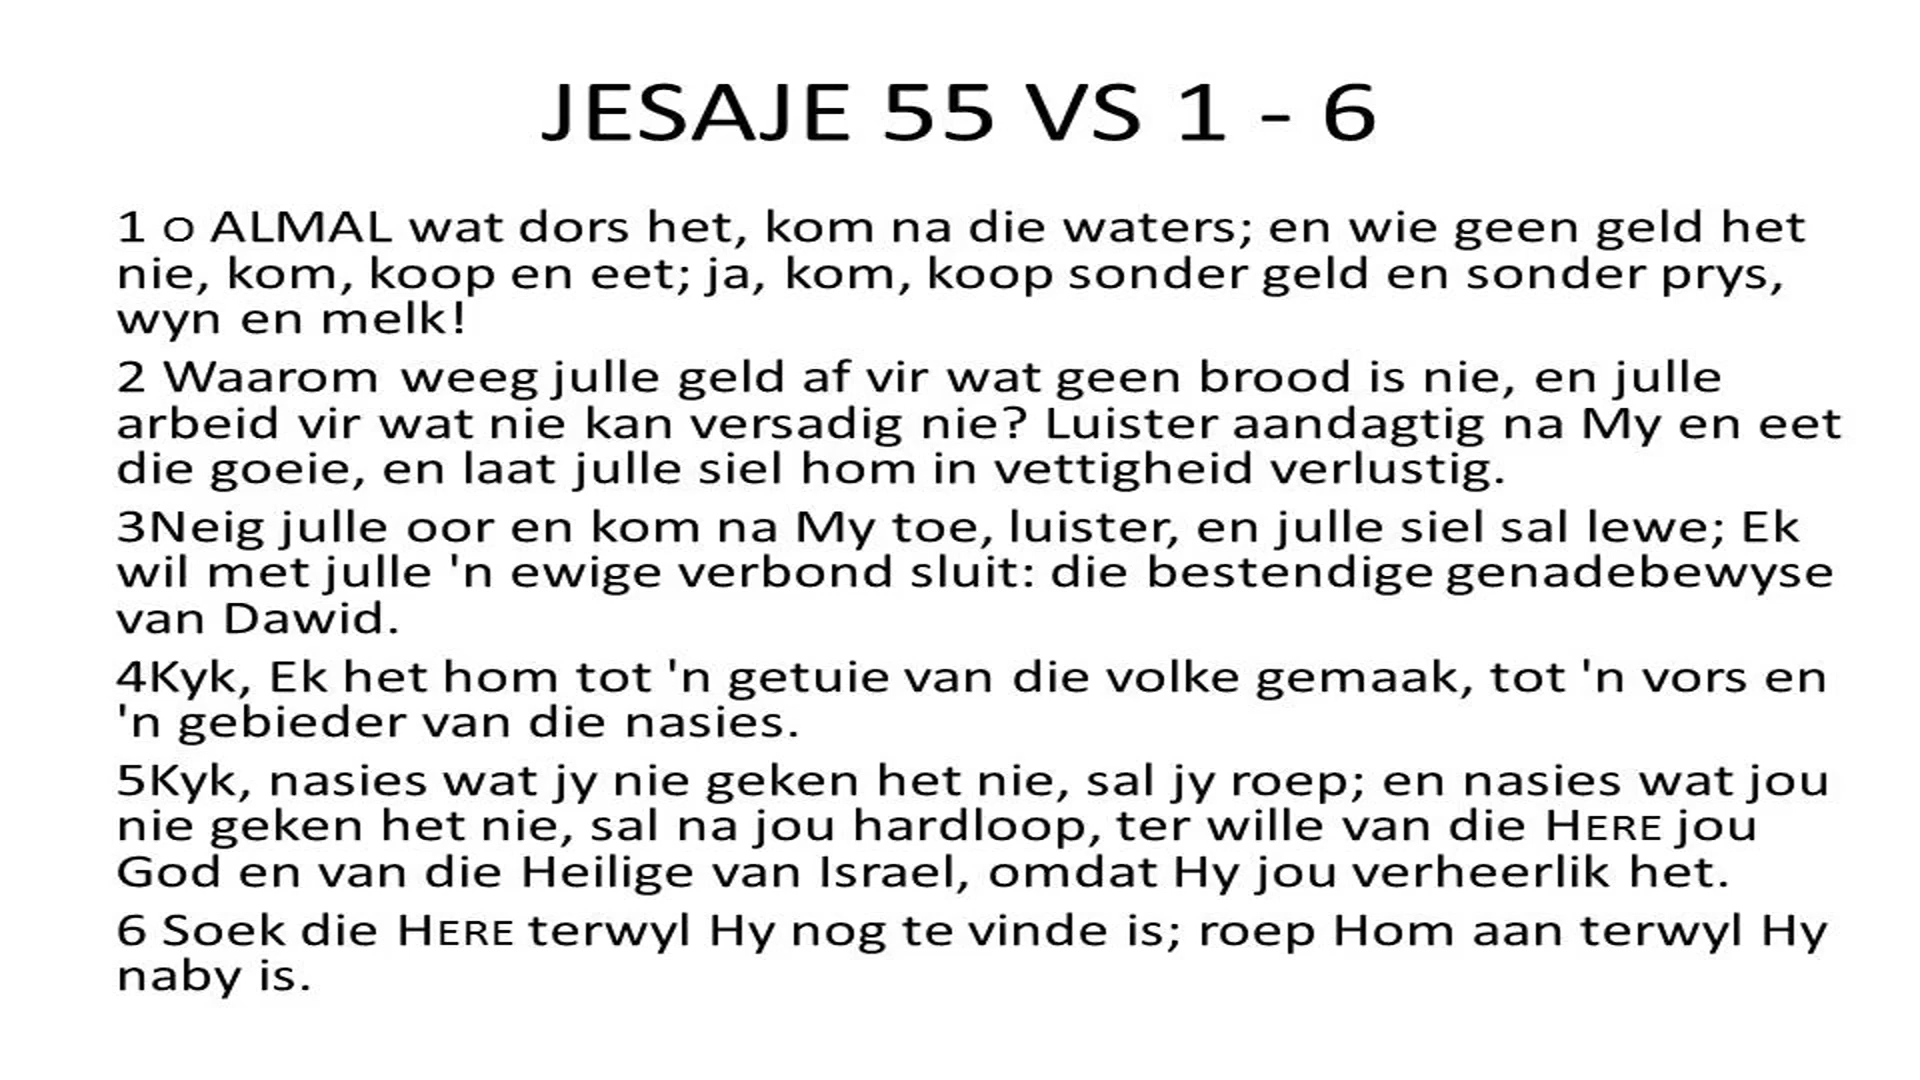 JESAJE 55 VS 1 - 6
1 o ALMAL wat dors het, kom na die waters; en wie geen geld het
nie, kom, koop en eet; ja, kom, koop sonder geld en sonder prys,
wyn en melk!
2 Waarom weeg julle geld af vir wat geen brood is nie, en julle
arbeid vir wat nie kan versadig nie? Luister aandagtig na My en eet
die goeie, en laat julle siel hom in vettigheid verlustig.
3Neig julle oor en kom na My toe, luister, en julle siel sal lewe; Ek
wil met julle 'n ewige verbond sluit: die bestendige genadebewyse
van Dawid.
4Kyk, Ek het hom tot 'n getuie van die volke gemaak, tot 'n vors en
'n gebieder van die nasies.
5Kyk, nasies wat jy nie geken het nie, sal jy roep; en nasies wat jou
nie geken het nie, sal na jou hardloop, ter wille van die HERE jou
God en van die Heilige van Israel, omdat Hy jou verheerlik het.
6 Soek die HERE terwyl Hy nog te vinde is; roep Hom aan terwyl Hy
naby is.